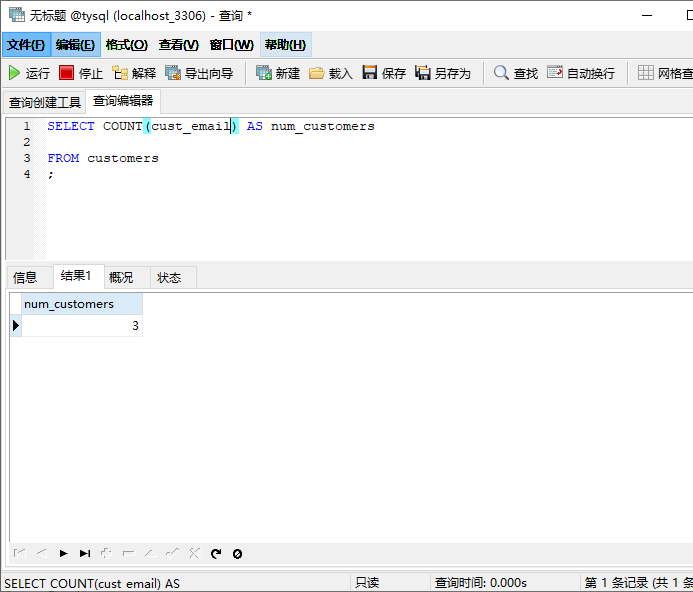 无标题 @tysql (localhost_3306) - 查询 *
文件(F) 编辑(E) 格式(O) 查看(V) 窗口(W) 帮助(H)
运行 停止 解释 导出向导 新建 载入 保存 另存为 查找 自动换行 网格查
查询创建工具 查询编辑器
1 SELECT COUNT(cust_email) AS num_customers
2
3 FROM customers
4 ;
信息 结果1 概况 状态
num_customers
3
SELECT COUNT(cust_email) AS 只读 查询时间: 0.000s 第 1 条记录 (共 1 条